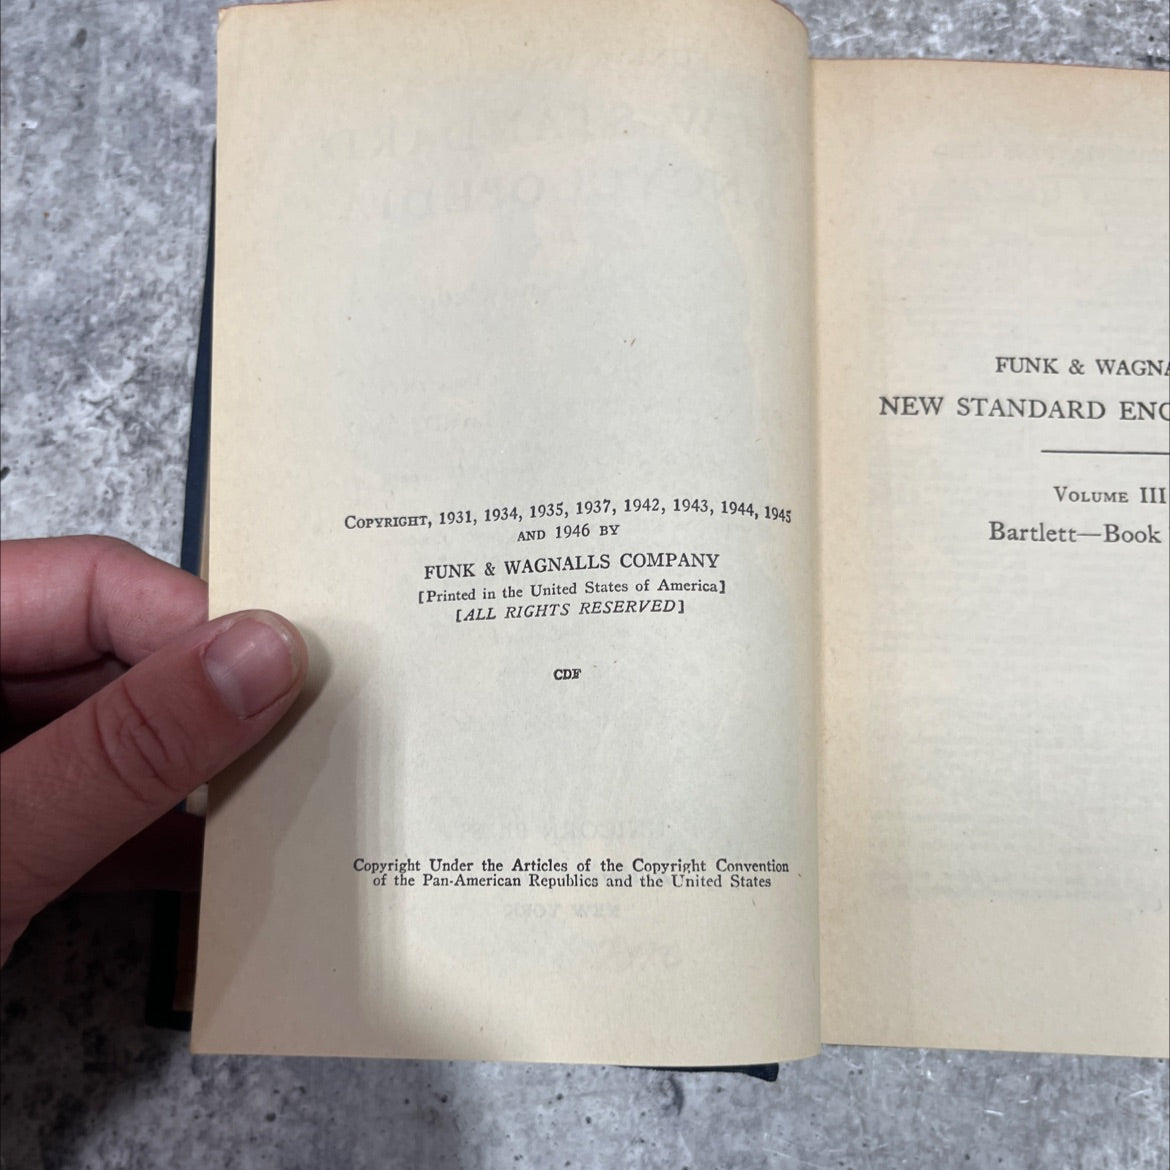 COPYRIGHT, 1931, 1934, 1935, 1937, 1942, 1943, 1944, 1945
AND 1946 BY
FUNK & WAGNALLS COMPANY
[Printed in the United States of America]
[ALL RIGHTS RESERVED]
CDF
Copyright Under the Articles of the Copyright Convention
of the Pan-American Republics and the United States
FUNK & WAGNA
NEW STANDARD ENC
VOLUME III
Bartlett—Book